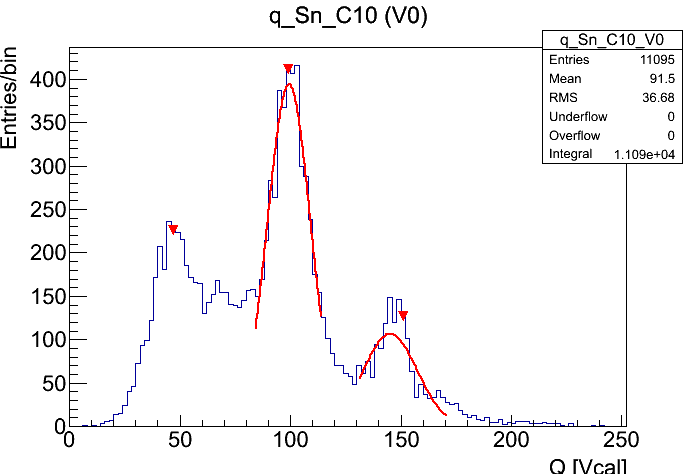 q_Sn_C10 (V0)
Entries/bin
q_Sn_C10_V0
Entries 11095
Mean 91.5
RMS 36.68
Underflow 0
Overflow 0
Integral 1.109e+04
400
350
300
250
200
150
100
50
0
0 50 100 150 200 250
Q [Vcal]